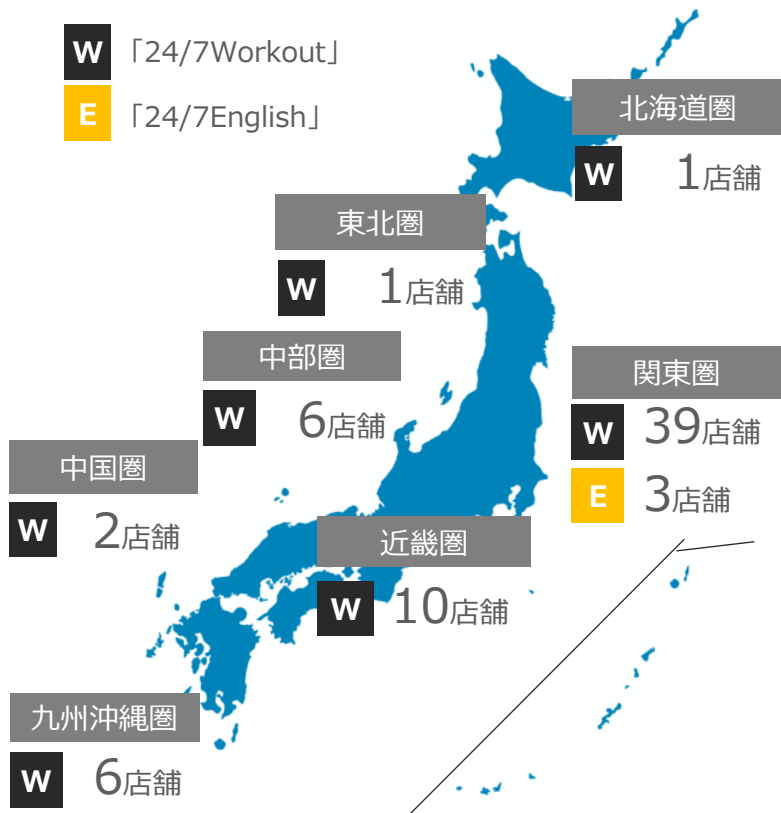 W 「24/7Workout」
E 「24/7English」
北海道圏
W 1店舗
東北圏
W 1店舗
中部圏
W 6店舗
関東圏
W 39店舗
E 3店舗
中国圏
W 2店舗
近畿圏
W 10店舗
九州沖縄圏
W 6店舗